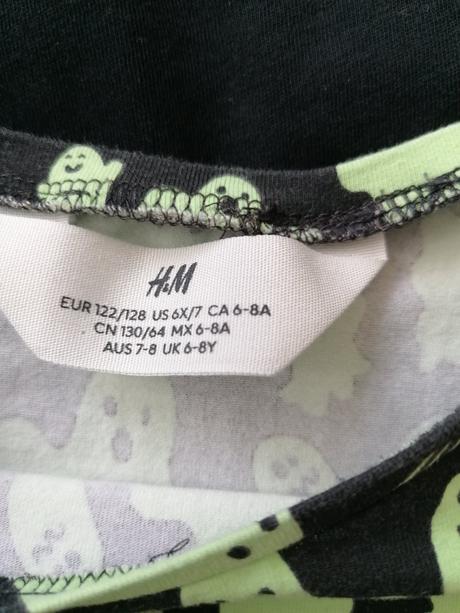 H&M
EUR 122/128 US 6X/7 CA 6-8A
CN 130/64 MX 6-8A
AUS 7-8 UK 6-8Y